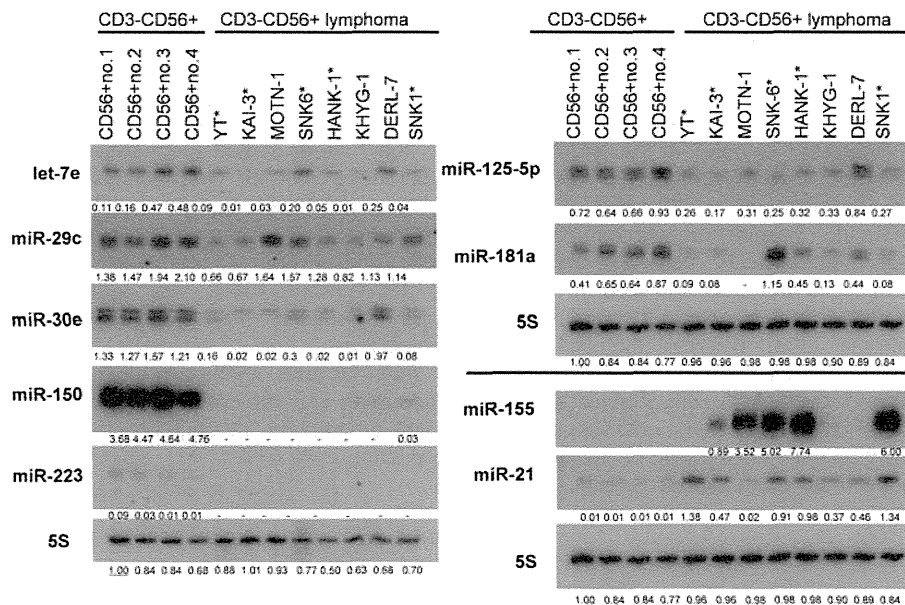 CD3-CD56+ CD3-CD56+ lymphoma
CD56+no.1 CD56+no.2 CD56+no.3 CD56+no.4 YT* KAI-3* MOTN-1 SNK6* HANK-1* KHYG-1 DERL-7 SNK1*
let-7e
0.11 0.16 0.47 0.48 0.09 0.01 0.03 0.20 0.05 0.01 0.25 0.04
miR-29c
1.38 1.47 1.94 2.10 0.66 0.67 1.64 1.57 1.28 0.82 1.13 1.14
miR-30e
1.33 1.27 1.57 1.21 0.16 0.02 0.02 0.3 0.02 0.01 0.97 0.08
miR-150
3.68 4.47 4.64 4.76 - - - - - - - 0.03
miR-223
0.09 0.03 0.01 0.01 - - - - - - - -
5S
1.00 0.84 0.84 0.68 0.88 1.01 0.93 0.77 0.50 0.63 0.68 0.70
CD3-CD56+ CD3-CD56+ lymphoma
CD56+no.1 CD56+no.2 CD56+no.3 CD56+no.4 YT* KAI-3* MOTN-1 SNK-6* HANK-1* KHYG-1 DERL-7 SNK1*
miR-125-5p
0.72 0.64 0.66 0.93 0.26 0.17 0.31 0.25 0.32 0.33 0.84 0.27
miR-181a
0.41 0.65 0.64 0.87 0.09 0.08 - 1.15 0.45 0.13 0.44 0.08
5S
1.00 0.84 0.84 0.77 0.96 0.96 0.98 0.98 0.98 0.90 0.89 0.84
miR-155
0.89 3.52 5.02 7.74 6.00
miR-21
0.01 0.01 0.01 0.01 1.38 0.47 0.02 0.91 0.98 0.37 0.46 1.34
5S
1.00 0.84 0.84 0.77 0.96 0.96 0.98 0.98 0.98 0.90 0.89 0.84